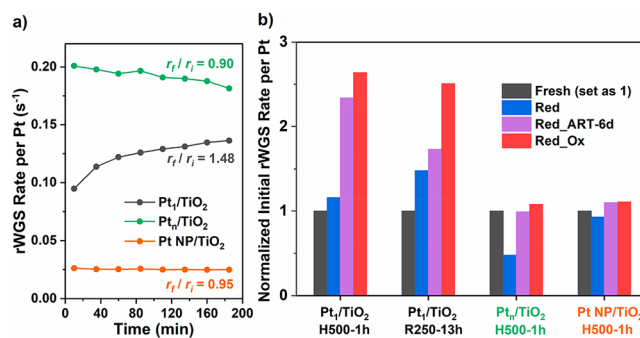 a)
rWGS Rate per Pt (s⁻¹)
0.20
0.15
0.10
0.05
0.00
r_f / r_i = 0.90
r_f / r_i = 1.48
Pt₁/TiO₂
Ptₙ/TiO₂
Pt NP/TiO₂
r_f / r_i = 0.95
0 40 80 120 160 200
Time (min)
b)
Normalized Initial rWGS Rate per Pt
3
2
1
0
Fresh (set as 1)
Red
Red_ART-6d
Red_Ox
Pt₁/TiO₂ Pt₁/TiO₂ Ptₙ/TiO₂ Pt NP/TiO₂
H500-1h R250-13h H500-1h H500-1h